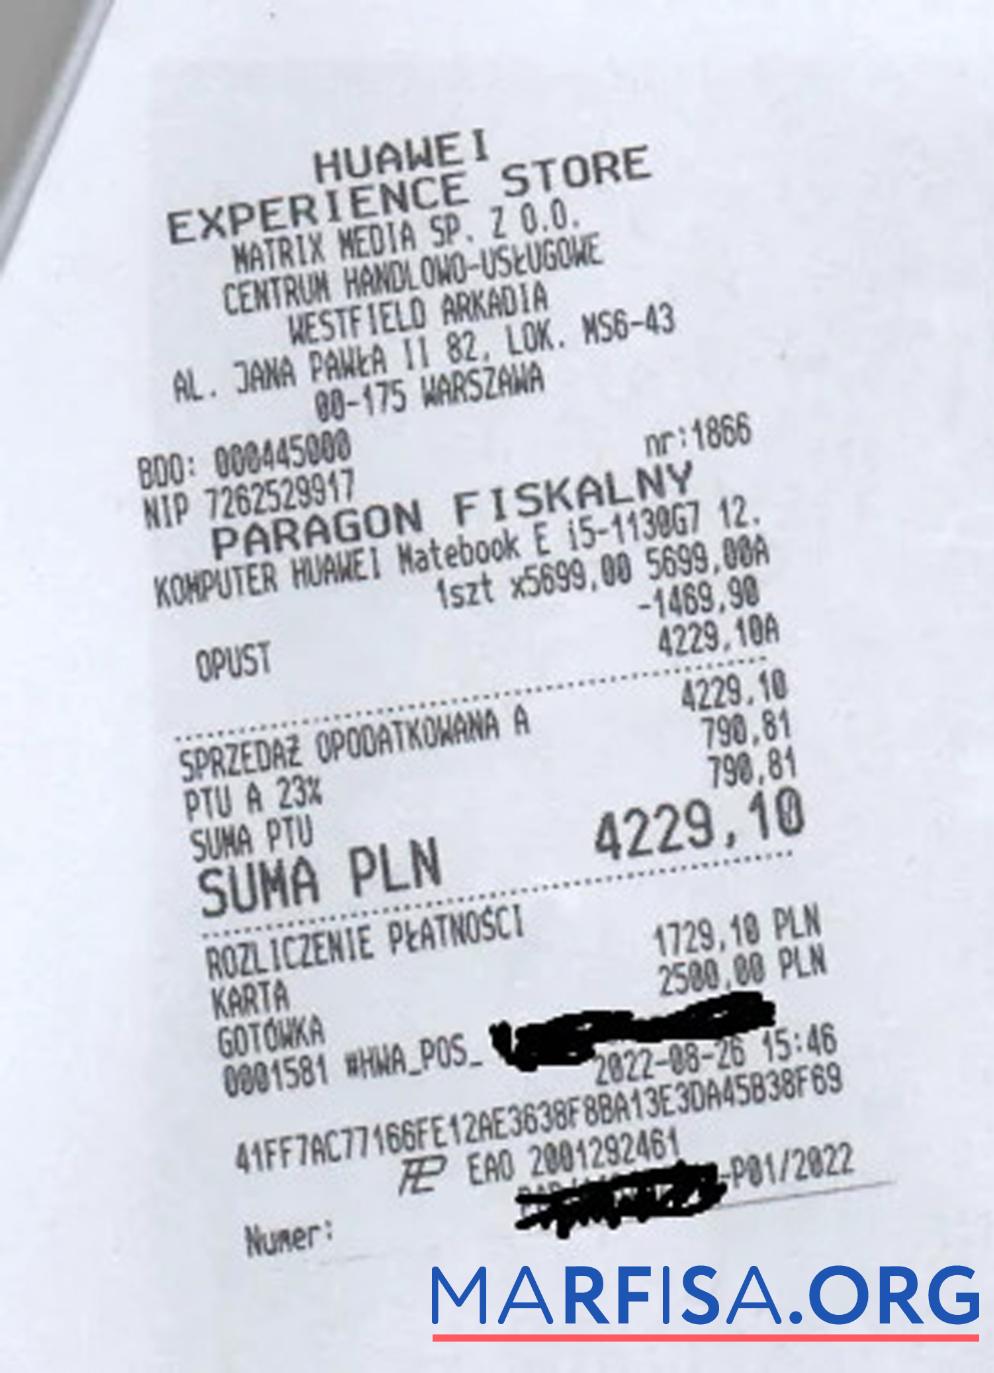 HUAWEI
EXPERIENCE STORE
MATRIX MEDIA SP. Z O.O.
CENTRUM HANDLOWO-USŁUGOWE
WESTFIELD ARKADIA
AL. JANA PAWŁA II 82, LOK. MS6-43
00-175 WARSZAWA
BDO: 000445000
NIP 7262529917 nr:1866
PARAGON FISKALNY
KOMPUTER HUAWEI Matebook E i5-1130G7 12.
1szt x5699,00 5699,00A
OPUST -1469,90
4229,10A
SPRZEDAŻ OPODATKOWANA A 4229,10
PTU A 23% 790,81
SUMA PTU 790,81
SUMA PLN 4229,10
ROZLICZENIE PŁATNOŚCI
KARTA 1729,10 PLN
GOTÓWKA 2500,00 PLN
0001581 #HWA_POS_ 2022-08-26 15:46
41FF7AC77166FE12AE3638F8BA13E3DA45B38F69
EAO 2001292461
Numer: -P01/2022
MARFISA.ORG